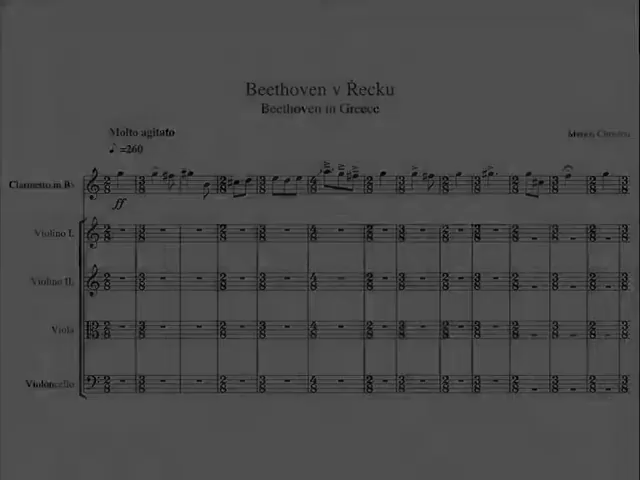 Beethoven v Řecku
Beethoven in Greece
Molto agitato
♪ =260
Clarinetto in B♭
ff
Violino I.
Violino II.
Viola
Violoncello